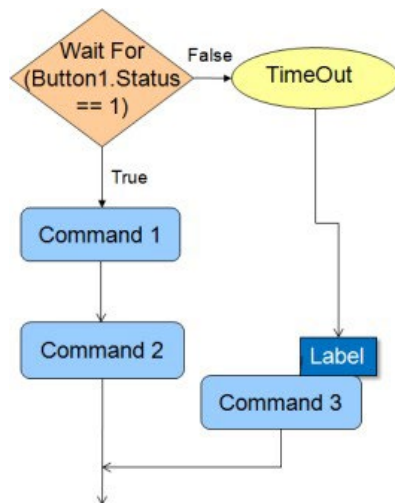 Wait For
(Button1.Status
== 1)
False
TimeOut
True
Command 1
Command 2
Label
Command 3